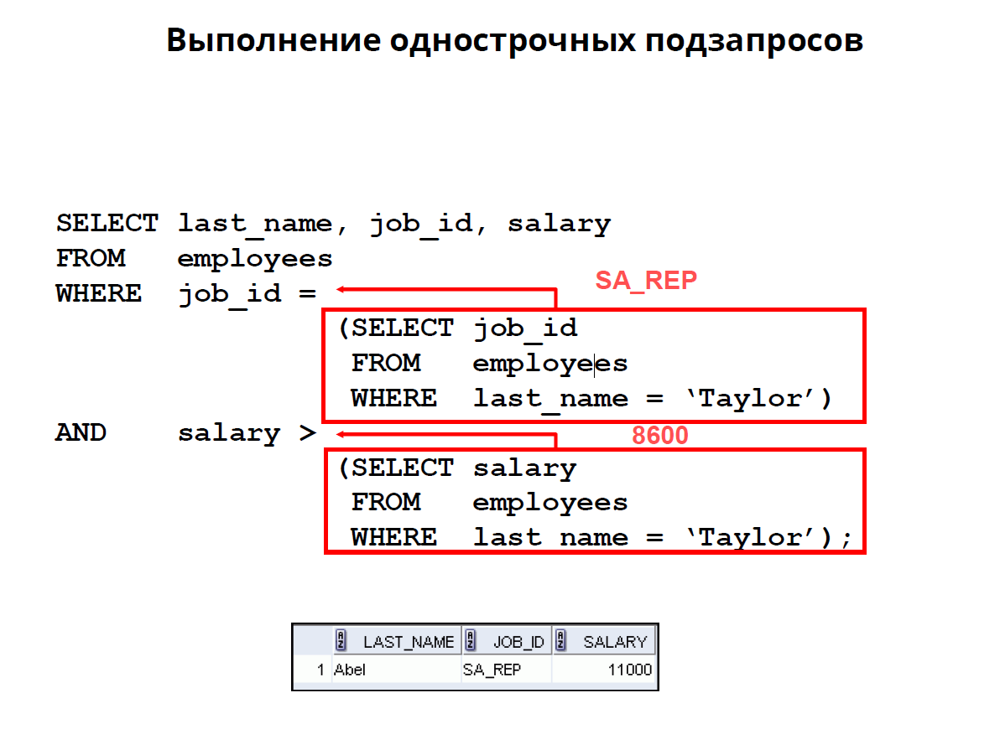 Выполнение однострочных подзапросов
SELECT last_name, job_id, salary
FROM employees
WHERE job_id =
SA_REP
(SELECT job_id
FROM employees
WHERE last_name = ‘Taylor’)
AND salary >
8600
(SELECT salary
FROM employees
WHERE last name = ‘Taylor’);
LAST_NAME JOB_ID SALARY
1 Abel SA_REP 11000